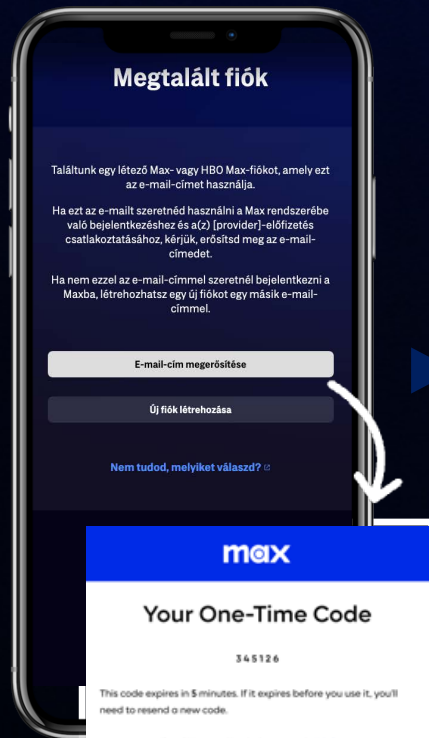 Megtalált fiók
Találtunk egy létező Max- vagy HBO Max-fiókot, amely ezt
az e-mail-címet használja.
Ha ezt az e-mailt szeretnéd használni a Max rendszerébe
való bejelentkezéshez és a(z) [provider]-előfizetés
csatlakoztatásához, kérjük, erősítsd meg az e-mail-
címedet.
Ha nem ezzel az e-mail-címmel szeretnél bejelentkezni a
Maxba, létrehozhatsz egy új fiókot egy másik e-mail-
címmel.
E-mail-cím megerősítése
Új fiók létrehozása
Nem tudod, melyiket válaszd?
max
Your One-Time Code
345126
This code expires in 5 minutes. If it expires before you use it, you'll
need to resend a new code.